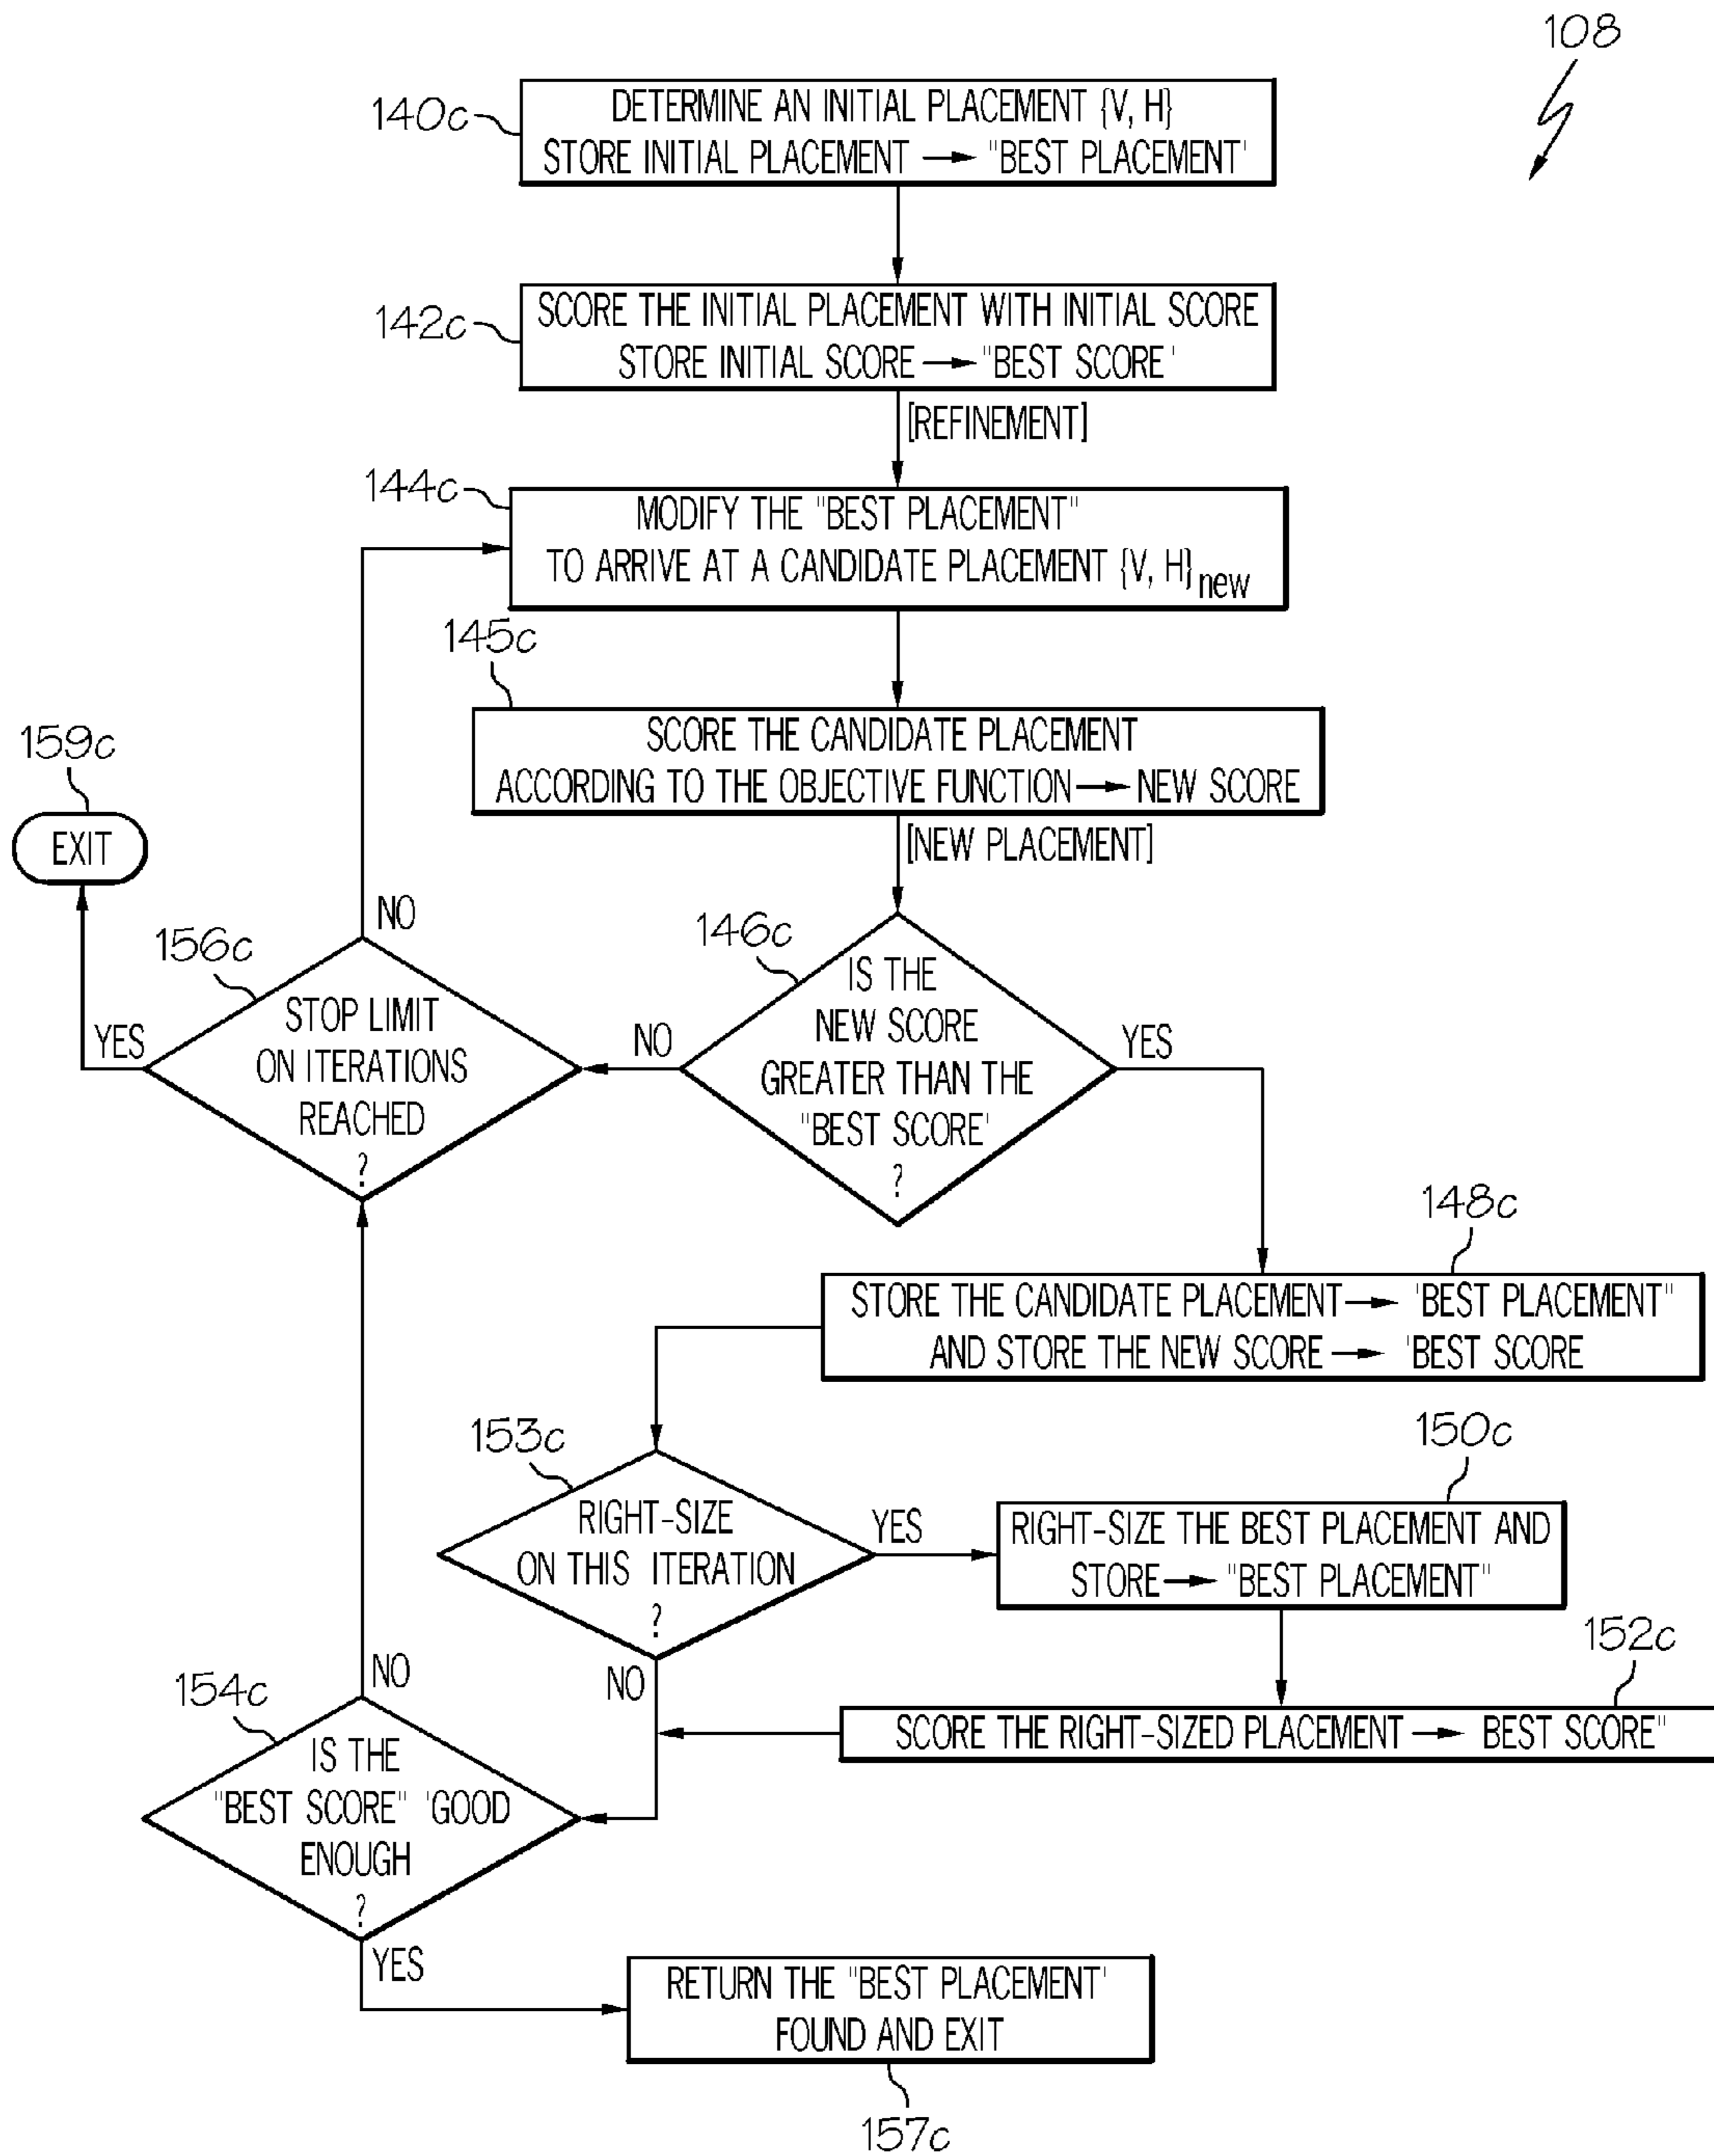 108
140c
DETERMINE AN INITIAL PLACEMENT {V, H}
STORE INITIAL PLACEMENT → "BEST PLACEMENT'
142c
SCORE THE INITIAL PLACEMENT WITH INITIAL SCORE
STORE INITIAL SCORE → "BEST SCORE'
[REFINEMENT]
144c
MODIFY THE "BEST PLACEMENT"
TO ARRIVE AT A CANDIDATE PLACEMENT {V, H}new
145c
SCORE THE CANDIDATE PLACEMENT
ACCORDING TO THE OBJECTIVE FUNCTION → NEW SCORE
159c
EXIT
[NEW PLACEMENT]
NO
156c
STOP LIMIT
ON ITERATIONS
REACHED
?
YES
NO
146c
IS THE
NEW SCORE
GREATER THAN THE
"BEST SCORE'
?
YES
148c
STORE THE CANDIDATE PLACEMENT → 'BEST PLACEMENT"
AND STORE THE NEW SCORE → 'BEST SCORE
153c
RIGHT-SIZE
ON THIS ITERATION
?
YES
NO
150c
RIGHT-SIZE THE BEST PLACEMENT AND
STORE → "BEST PLACEMENT"
152c
SCORE THE RIGHT-SIZED PLACEMENT → BEST SCORE"
NO
154c
IS THE
"BEST SCORE" 'GOOD
ENOUGH
?
YES
RETURN THE "BEST PLACEMENT'
FOUND AND EXIT
157c